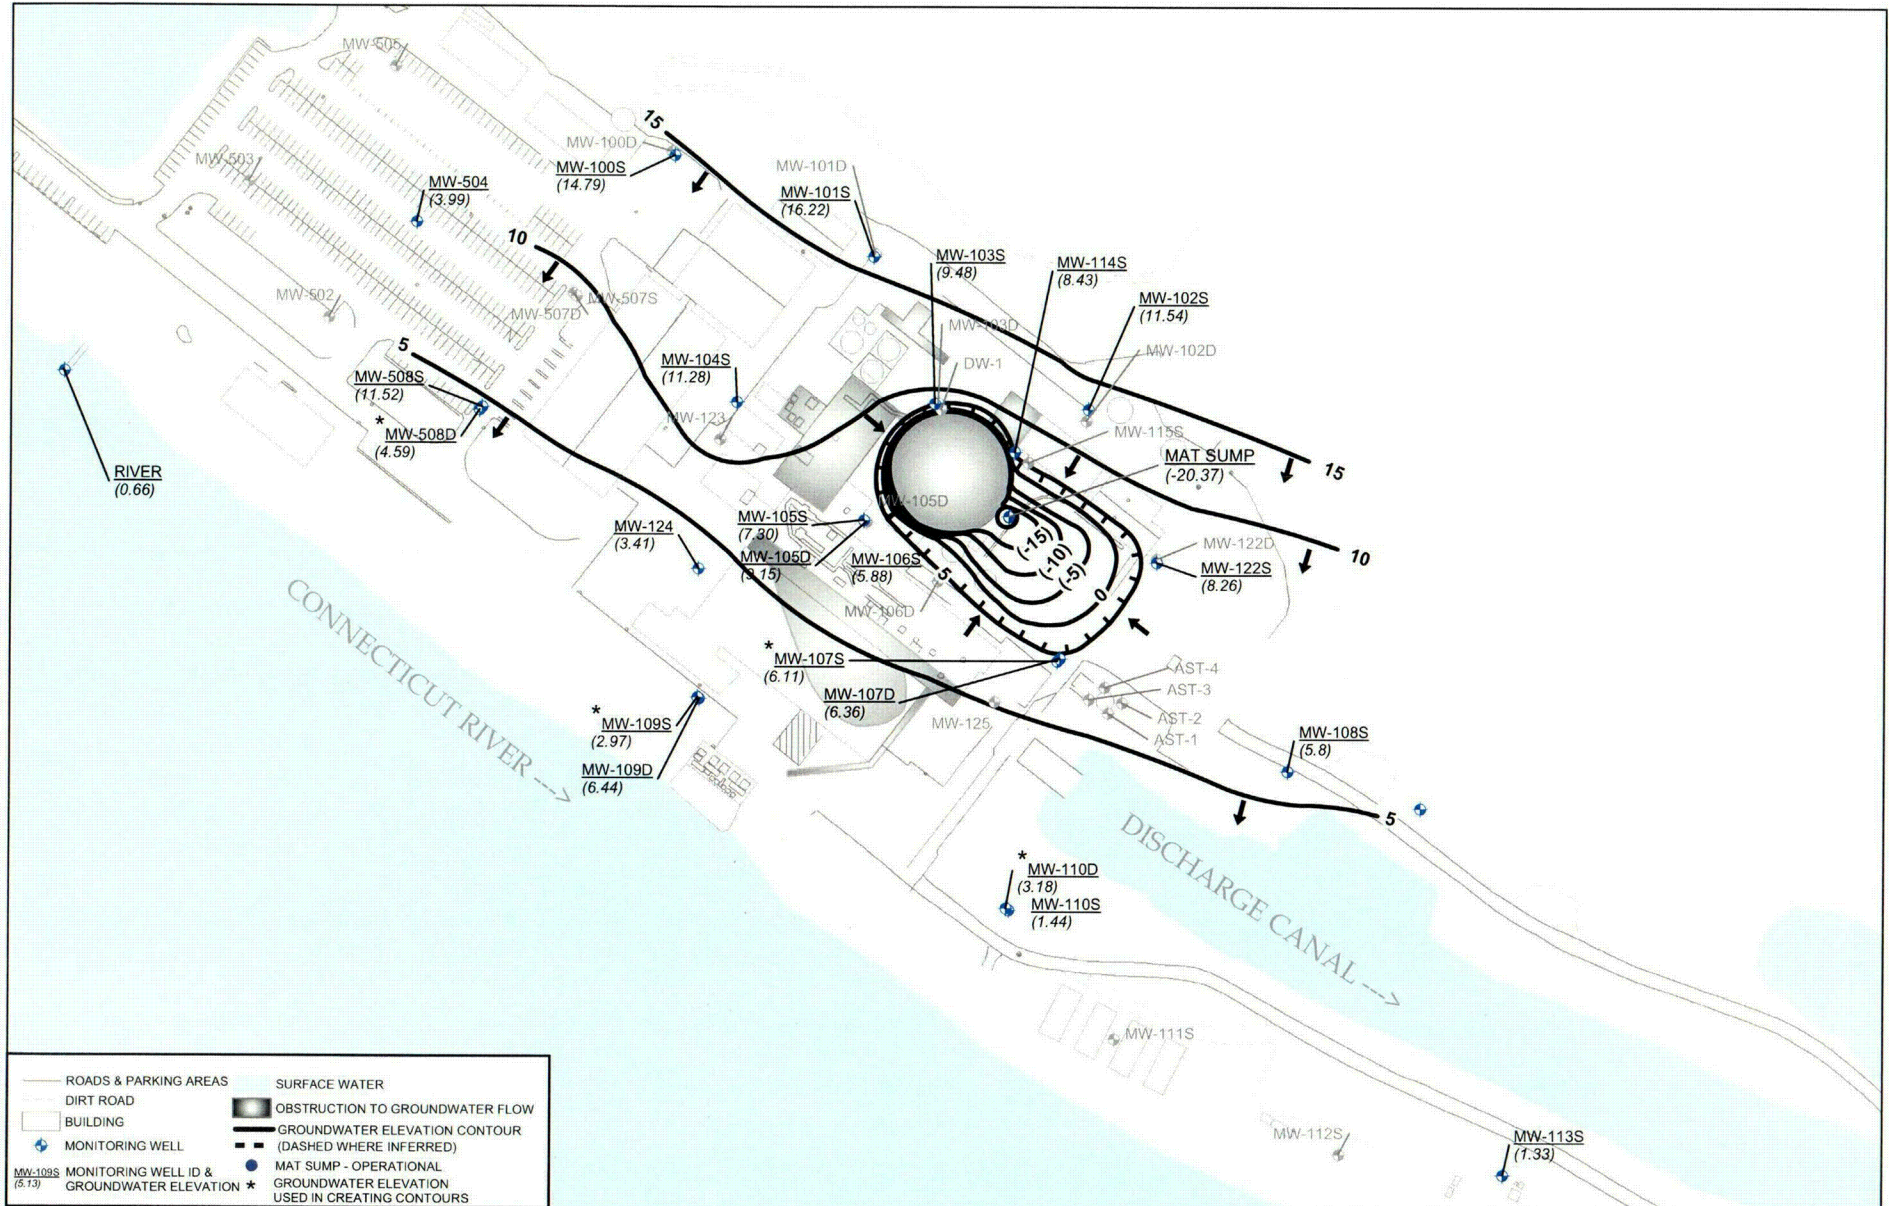 MW-505
15
MW-100D
MW-100S
(14.79)
MW-101D
MW-101S
(16.22)
MW-503
MW-504
(3.99)
10
MW-103S
(9.48)
MW-114S
(8.43)
MW-102S
(11.54)
MW-502
MW-507S
MW-507D
MW-103D
MW-102D
5
MW-508S
(11.52)
* MW-508D
(4.59)
MW-104S
(11.28)
DW-1
MW-123
MW-115S
MAT SUMP
(-20.37)
15
RIVER
(0.66)
MW-105D
MW-124
(3.41)
MW-105S
(7.30)
MW-105D
MW-106S
(5.88)
(-15)
(-10)
(-5)
0
5
MW-122D
MW-122S
(8.26)
10
MW-106D
CONNECTICUT RIVER --->
* MW-107S
(6.11)
MW-107D
(6.36)
AST-4
AST-3
AST-2
AST-1
MW-125
* MW-109S
(2.97)
MW-109D
(6.44)
MW-108S
(5.8)
5
DISCHARGE CANAL --->
* MW-110D
(3.18)
MW-110S
(1.44)
MW-111S
MW-112S
MW-113S
(1.33)
ROADS & PARKING AREAS
DIRT ROAD
BUILDING
MONITORING WELL
MW-109S
(5.13)
MONITORING WELL ID &
GROUNDWATER ELEVATION
SURFACE WATER
OBSTRUCTION TO GROUNDWATER FLOW
GROUNDWATER ELEVATION CONTOUR
(DASHED WHERE INFERRED)
MAT SUMP - OPERATIONAL
* GROUNDWATER ELEVATION
USED IN CREATING CONTOURS